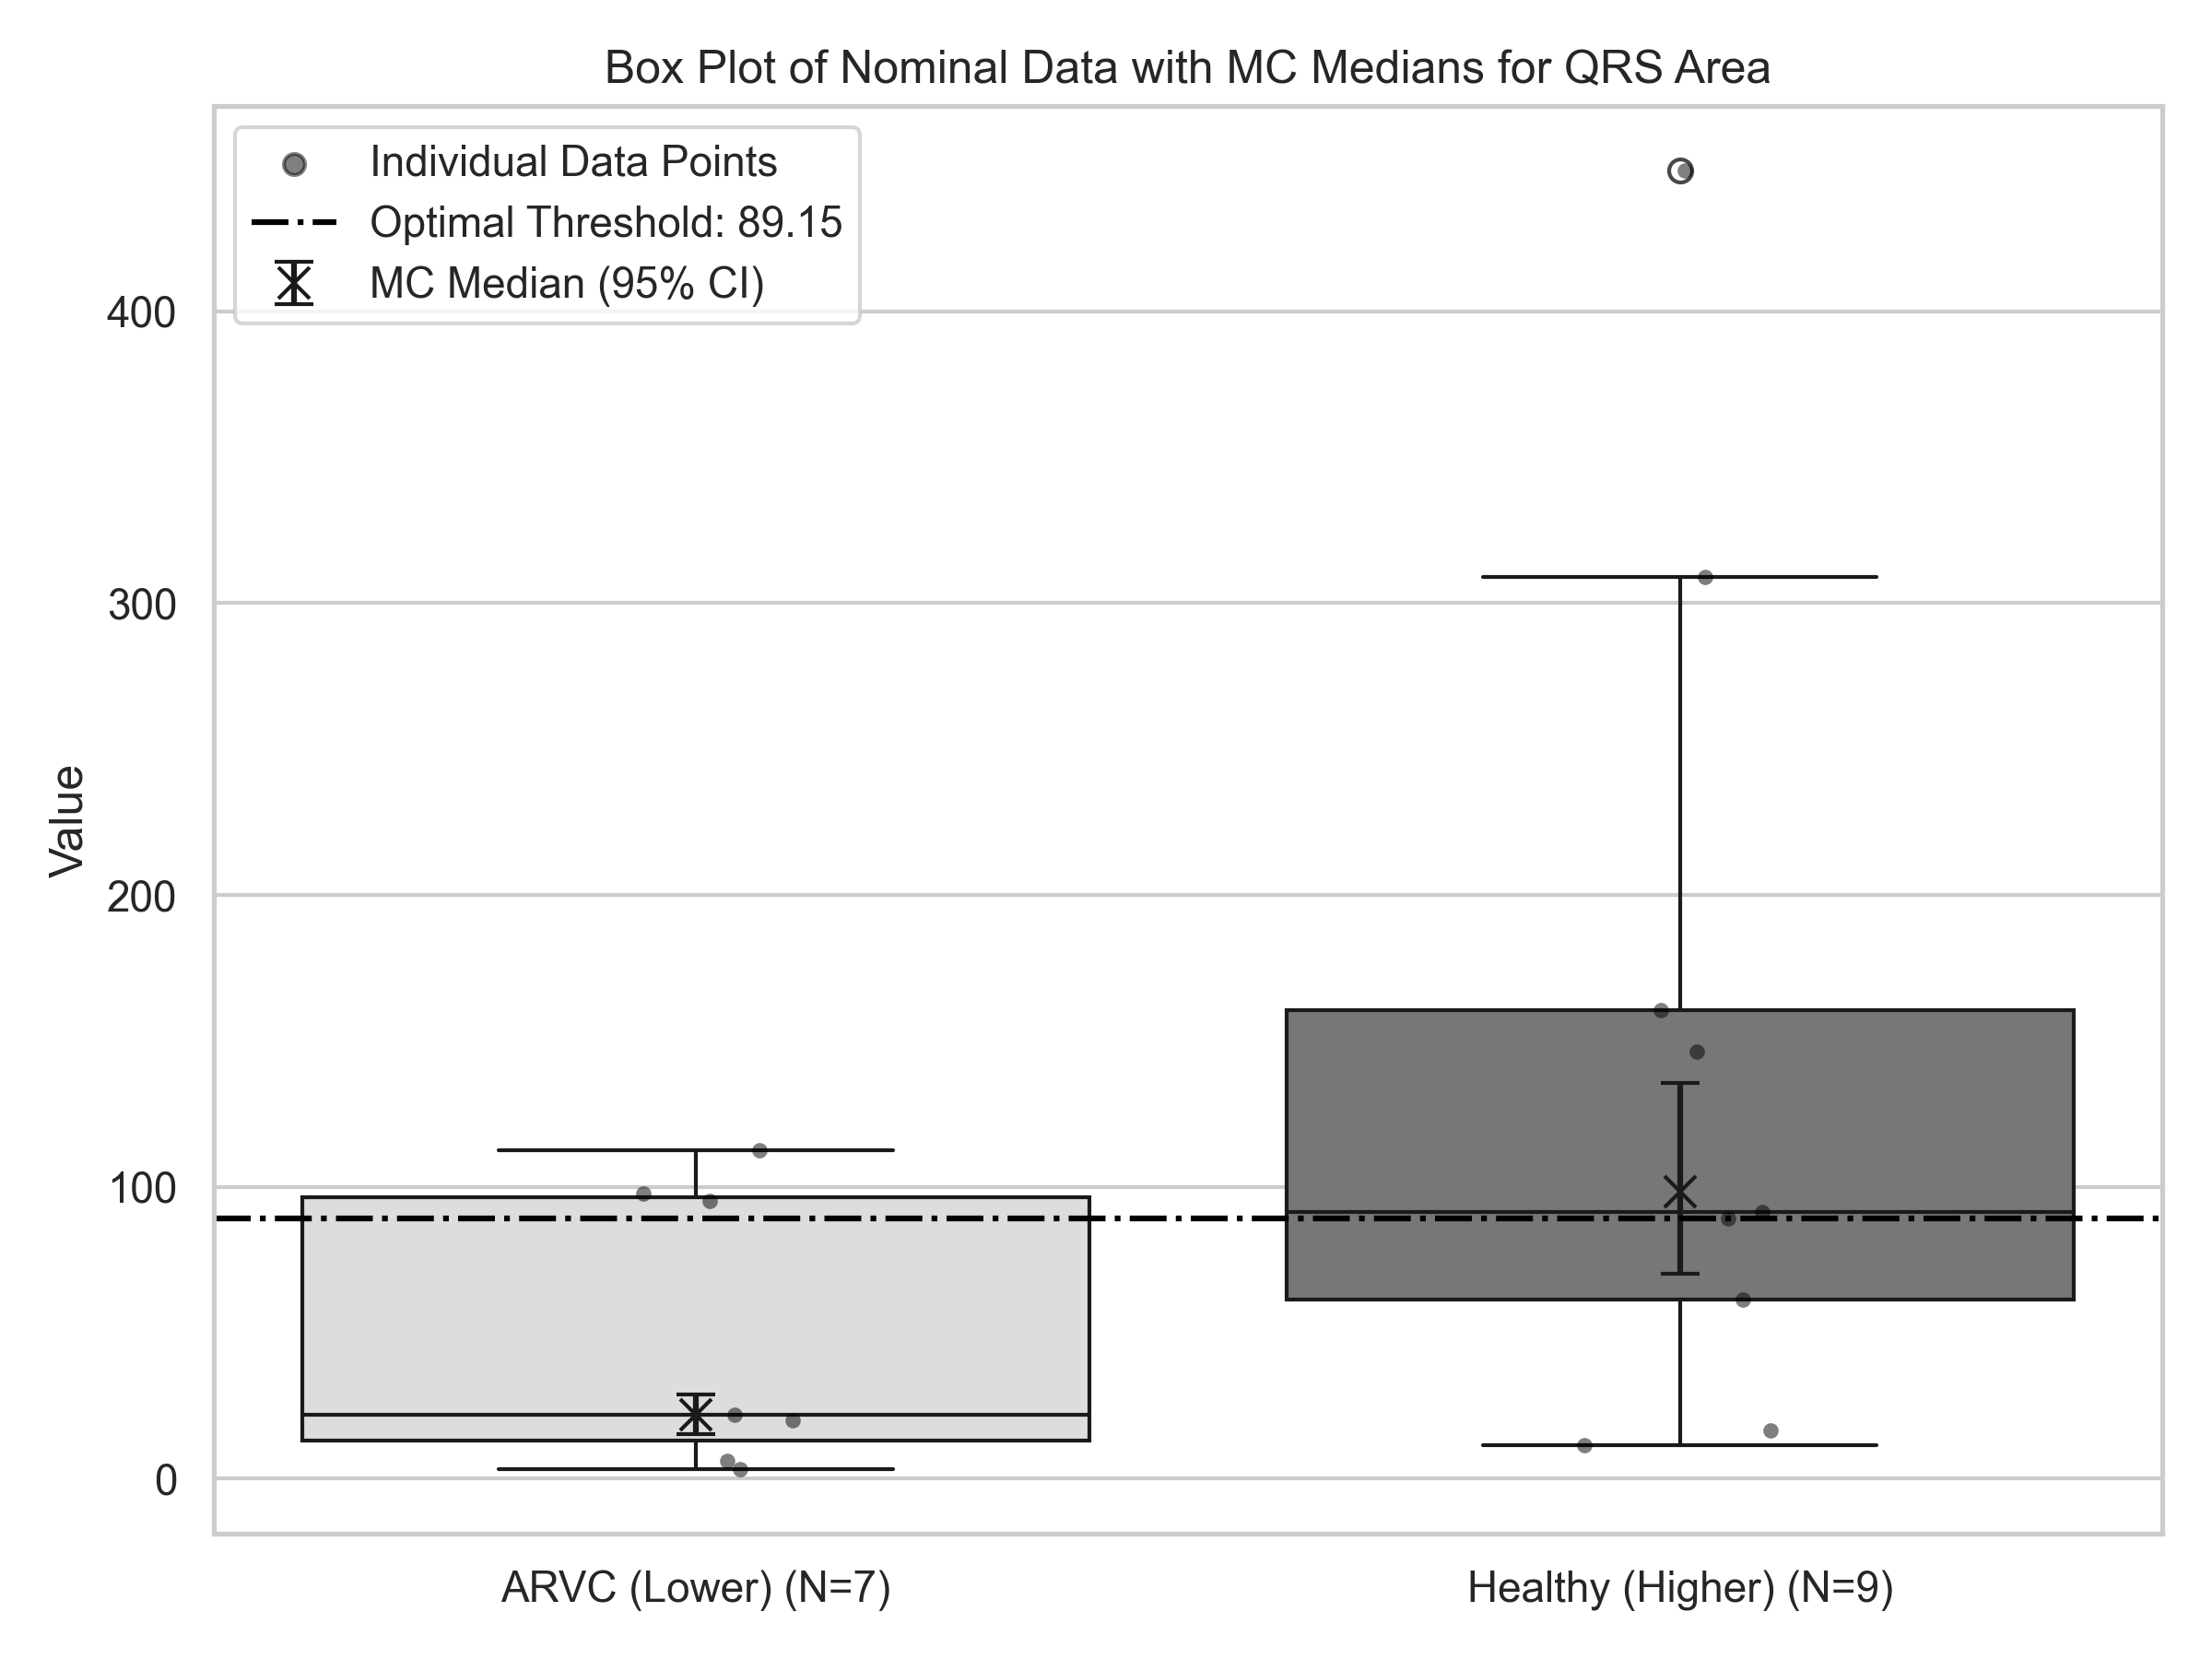 Box Plot of Nominal Data with MC Medians for QRS Area
Individual Data Points
Optimal Threshold: 89.15
MC Median (95% CI)
400
300
200
100
0
Value
ARVC (Lower) (N=7)
Healthy (Higher) (N=9)